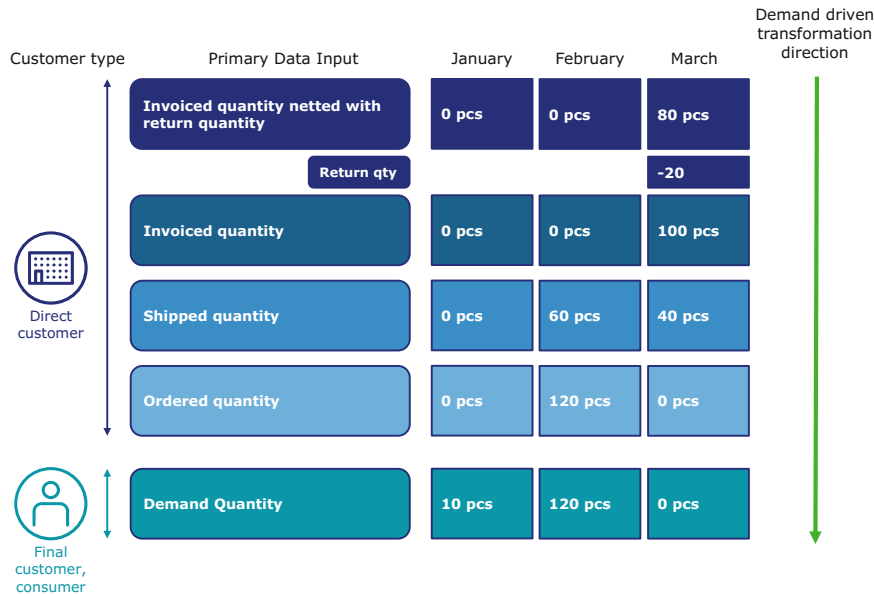 Demand driven
transformation
direction
Customer type
Primary Data Input
January
February
March
Invoiced quantity netted with
return quantity
0 pcs
0 pcs
80 pcs
Return qty
-20
Invoiced quantity
0 pcs
0 pcs
100 pcs
Direct
customer
Shipped quantity
0 pcs
60 pcs
40 pcs
Ordered quantity
0 pcs
120 pcs
0 pcs
Demand Quantity
10 pcs
120 pcs
0 pcs
Final
customer,
consumer